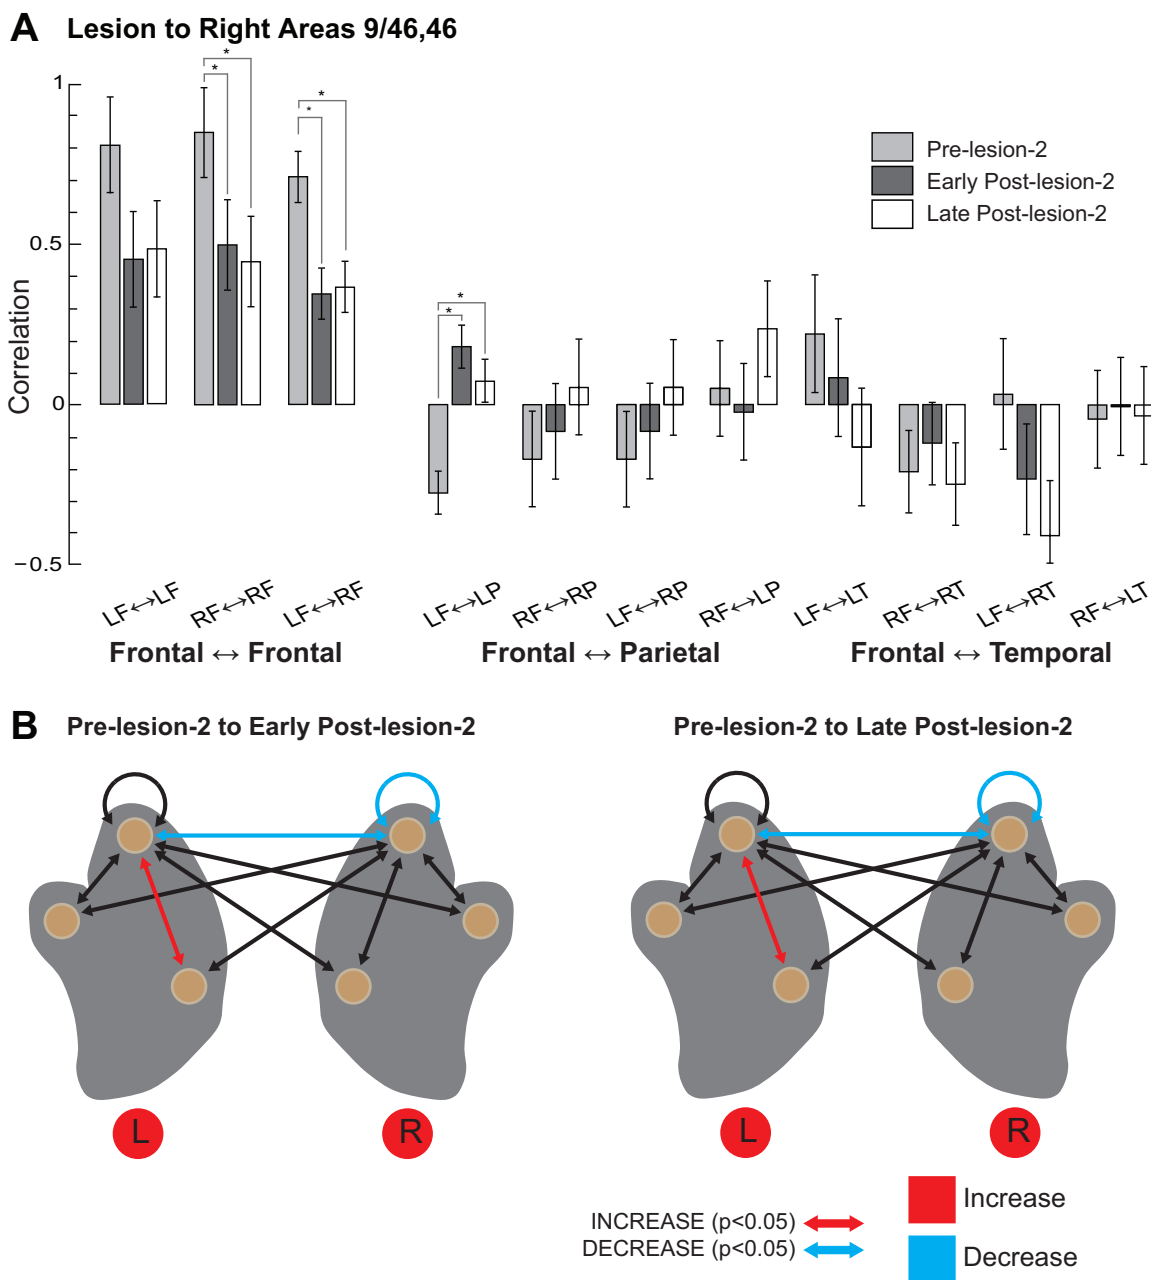 A Lesion to Right Areas 9/46,46
* *
* *
* *
1
0.5
0
−0.5
Correlation
Pre-lesion-2
Early Post-lesion-2
Late Post-lesion-2
LF↔LF RF↔RF LF↔RF LF↔LP RF↔RP LF↔RP RF↔LP LF↔LT RF↔RT LF↔RT RF↔LT
Frontal ↔ Frontal Frontal ↔ Parietal Frontal ↔ Temporal
B Pre-lesion-2 to Early Post-lesion-2 Pre-lesion-2 to Late Post-lesion-2
L R L R
INCREASE (p<0.05)
DECREASE (p<0.05)
Increase
Decrease